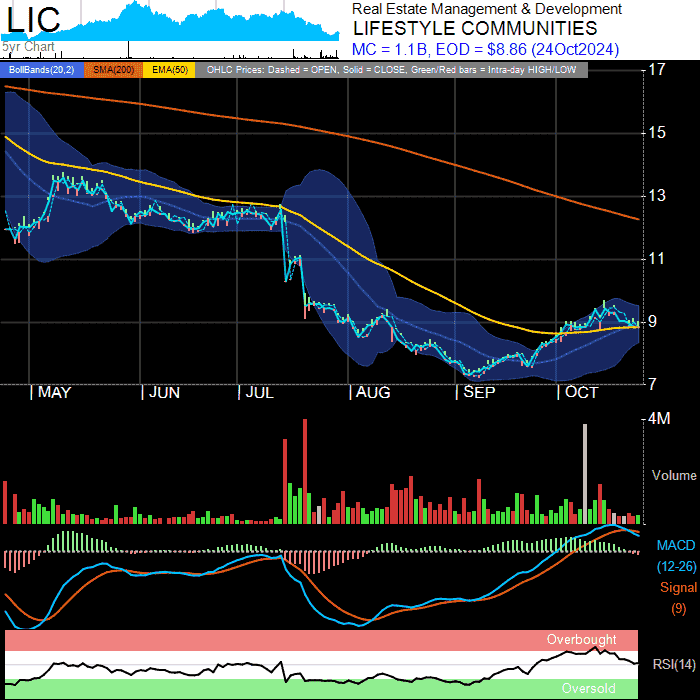 LIC
5yr Chart
Real Estate Management & Development
LIFESTYLE COMMUNITIES
MC = 1.1B, EOD = $8.86 (24Oct2024)
BollBands(20,2) SMA(200) EMA(50) OHLC Prices: Dashed = OPEN, Solid = CLOSE, Green/Red bars = Intra-day HIGH/LOW
17
15
13
11
9
7
MAY JUN JUL AUG SEP OCT
4M
Volume
MACD
(12-26)
Signal
(9)
Overbought
RSI(14)
Oversold